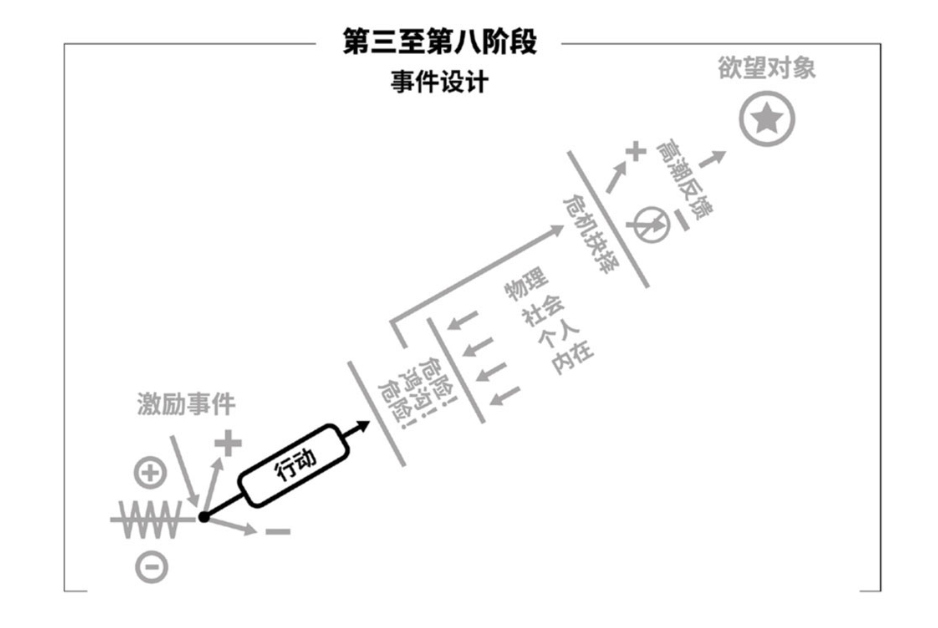 第三至第八阶段
事件设计
欲望对象
高潮反馈
危机抉择
物理
社会
个人
内在
危险!
鸿沟!
危险!
激励事件
行动